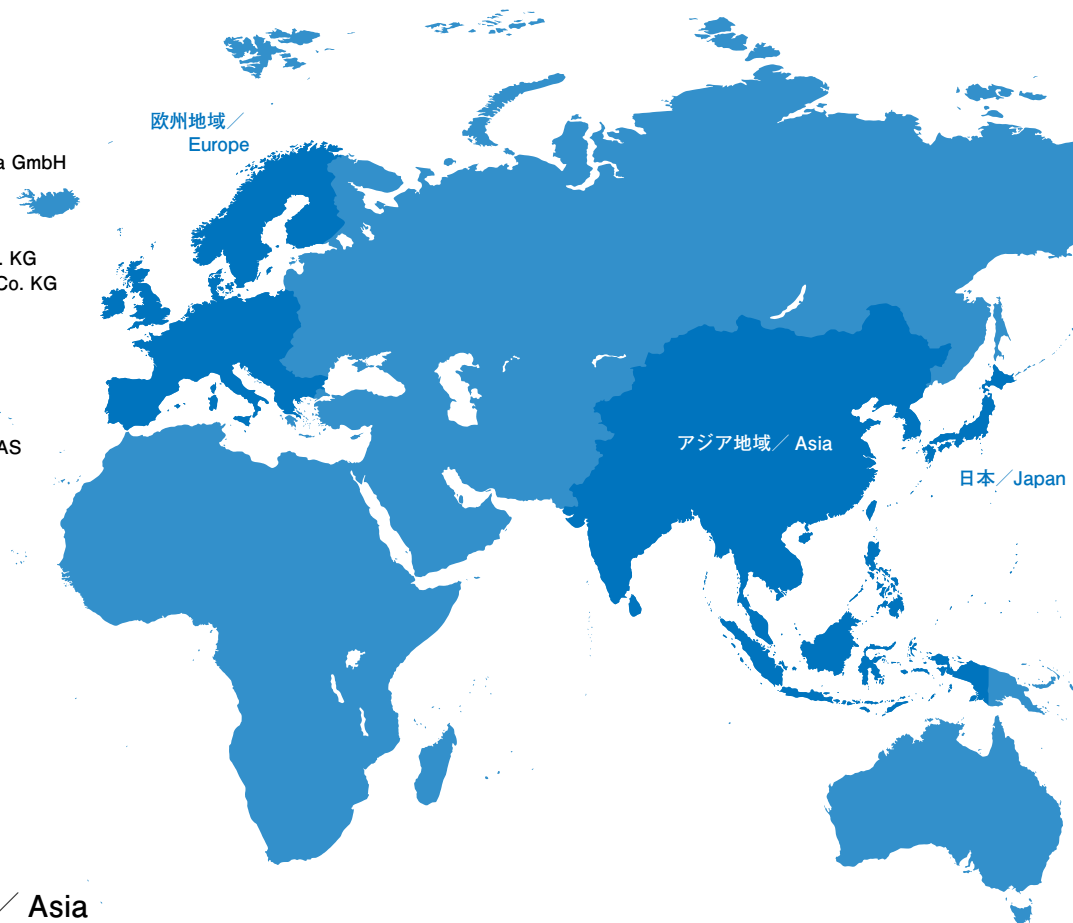 欧州地域／
Europe
a GmbH
. KG
Co. KG
AS
アジア地域／ Asia
日本／Japan
／ Asia